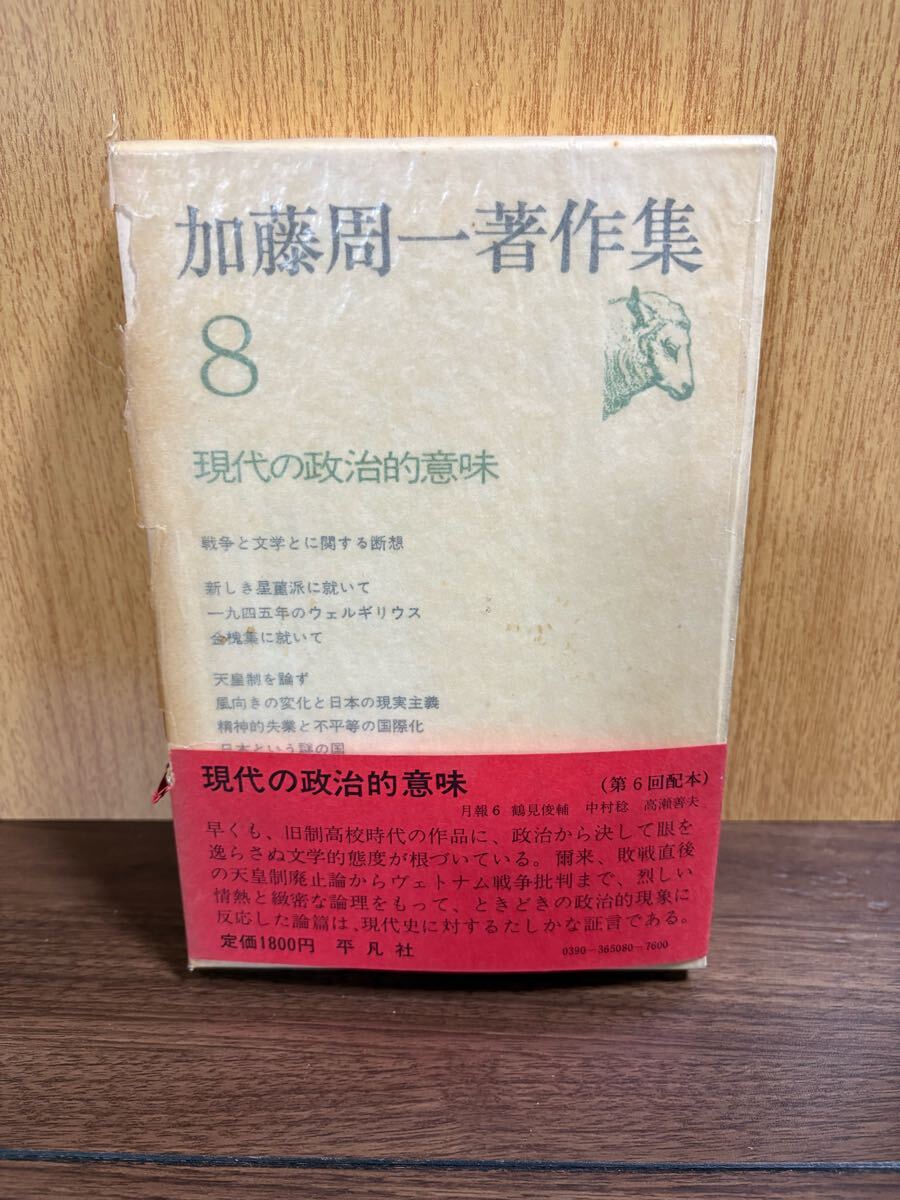 加藤周一著作集
8
現代の政治的意味
戦争と文学とに関する断想
新しき星菫派に就いて
一九四五年のウェルギリウス
金槐集に就いて
天皇制を論ず
風向きの変化と日本の現実主義
精神的失業と不平等の国際化
日本という謎の国
現代の政治的意味
(第6回配本)
月報6 鶴見俊輔 中村稔 高瀬善夫
早くも、旧制高校時代の作品に、政治から決して眼を
逸らさぬ文学的態度が根づいている。爾来、敗戦直後
の天皇制廃止論からヴェトナム戦争批判まで、烈しい
情熱と緻密な論理をもって、ときどきの政治的現象に
反応した論篇は、現代史に対するたしかな証言である。
定価1800円 平凡社
0390-365080-7600